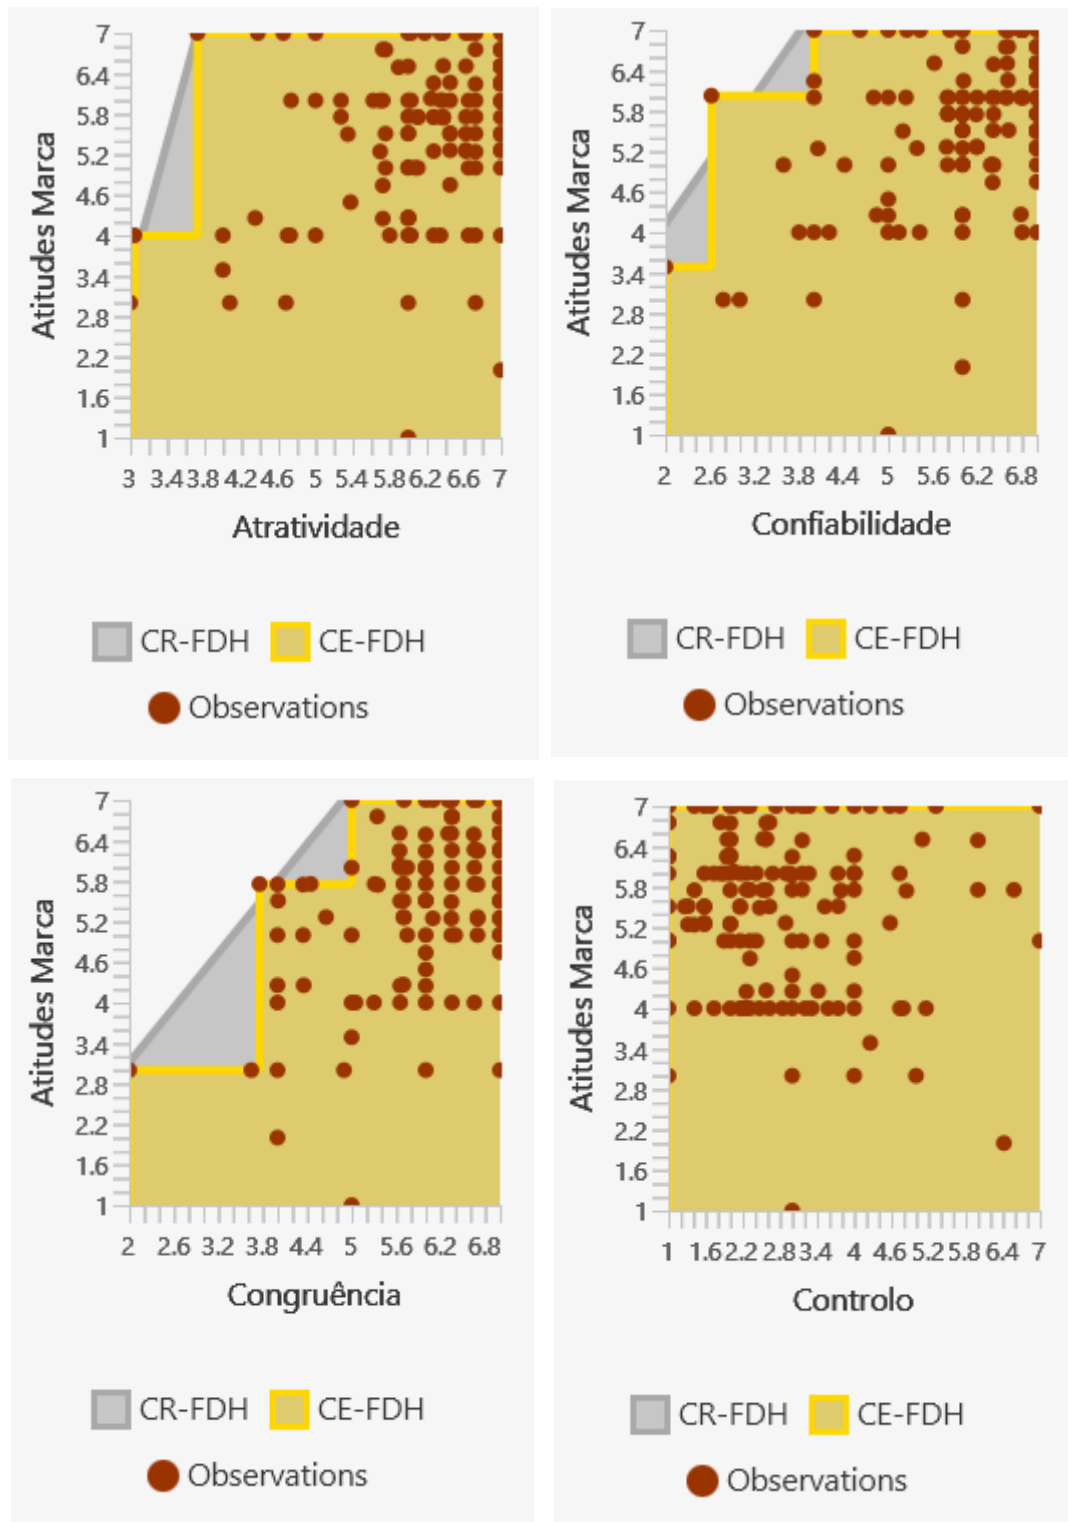 Atitudes Marca
7
6.4
5.8
5.2
4.6
4
3.4
2.8
2.2
1.6
1
3 3.4 3.8 4.2 4.6 5 5.4 5.8 6.2 6.6 7
Atratividade
CR-FDH CE-FDH
Observations
Atitudes Marca
7
6.4
5.8
5.2
4.6
4
3.4
2.8
2.2
1.6
1
2 2.6 3.2 3.8 4.4 5 5.6 6.2 6.8
Confiabilidade
CR-FDH CE-FDH
Observations
Atitudes Marca
7
6.4
5.8
5.2
4.6
4
3.4
2.8
2.2
1.6
1
2 2.6 3.2 3.8 4.4 5 5.6 6.2 6.8
Congruência
CR-FDH CE-FDH
Observations
Atitudes Marca
7
6.4
5.8
5.2
4.6
4
3.4
2.8
2.2
1.6
1
1 1.6 2.2 2.8 3.4 4 4.6 5.2 5.8 6.4 7
Controlo
CR-FDH CE-FDH
Observations